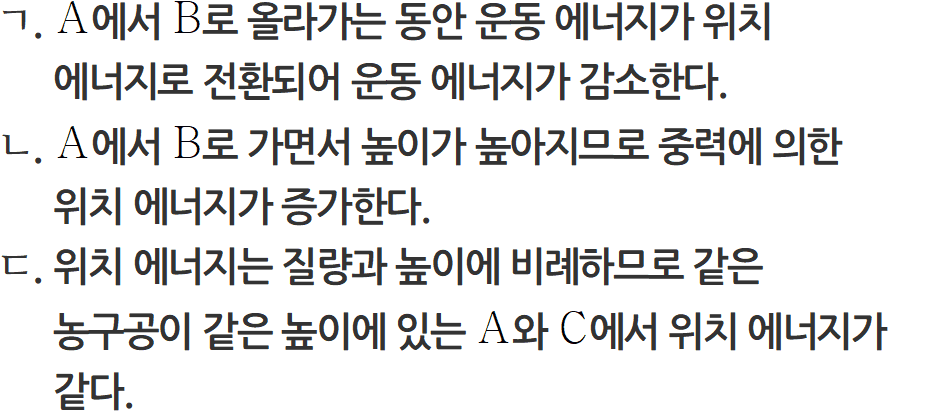 ㄱ. A에서 B로 올라가는 동안 운동 에너지가 위치
에너지로 전환되어 운동 에너지가 감소한다.
ㄴ. A에서 B로 가면서 높이가 높아지므로 중력에 의한
위치 에너지가 증가한다.
ㄷ. 위치 에너지는 질량과 높이에 비례하므로 같은
농구공이 같은 높이에 있는 A와 C에서 위치 에너지가
같다.